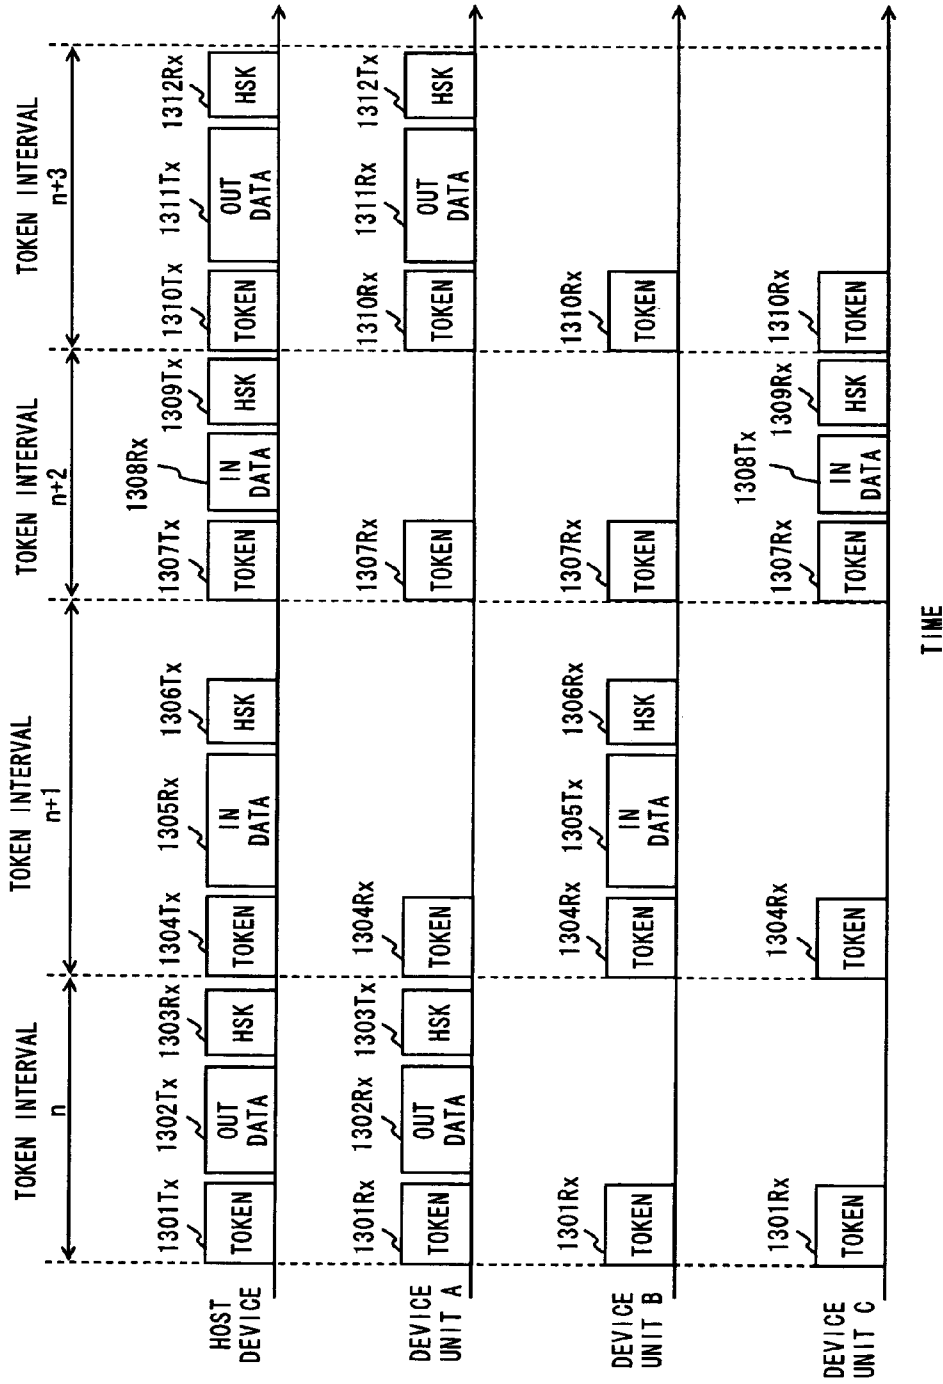 TOKEN INTERVAL
n
TOKEN INTERVAL
n+1
TOKEN INTERVAL
n+2
TOKEN INTERVAL
n+3
HOST
DEVICE
1301Tx
TOKEN
1302Tx
OUT
DATA
1303Rx
HSK
1304Tx
TOKEN
1305Rx
IN
DATA
1306Tx
HSK
1307Tx
TOKEN
1308Rx
IN
DATA
1309Tx
HSK
1310Tx
TOKEN
1311Tx
OUT
DATA
1312Rx
HSK
DEVICE
UNIT A
1301Rx
TOKEN
1302Rx
OUT
DATA
1303Tx
HSK
1304Rx
TOKEN
1307Rx
TOKEN
1310Rx
TOKEN
1311Rx
OUT
DATA
1312Tx
HSK
DEVICE
UNIT B
1301Rx
TOKEN
1304Rx
TOKEN
1305Tx
IN
DATA
1306Rx
HSK
1307Rx
TOKEN
1310Rx
TOKEN
DEVICE
UNIT C
1301Rx
TOKEN
1304Rx
TOKEN
1307Rx
TOKEN
1308Tx
IN
DATA
1309Rx
HSK
1310Rx
TOKEN
TIME